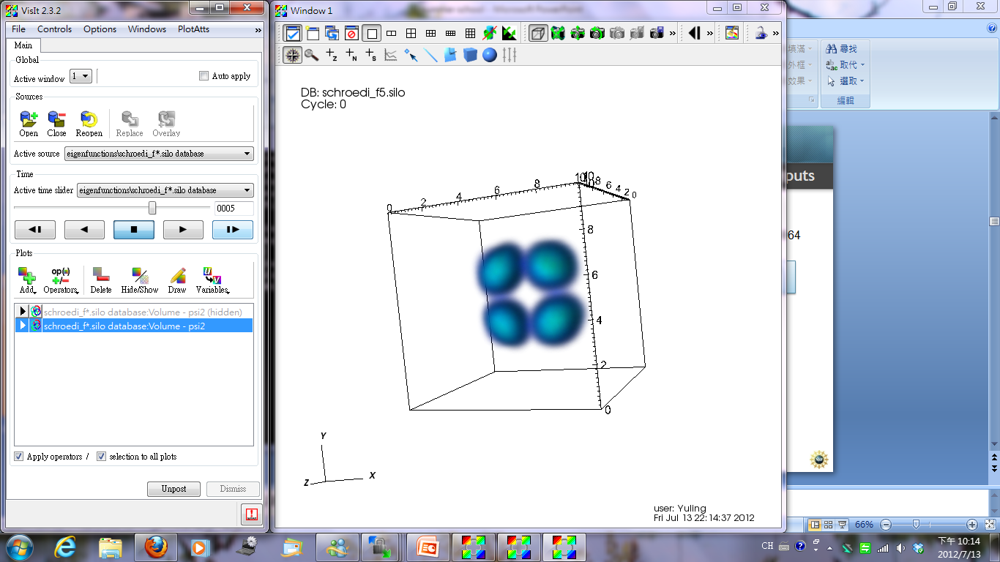 VisIt 2.3.2
File Controls Options Windows PlotAtts »
Main
Global
Active window 1 Auto apply
Sources
Open Close Reopen Replace Overlay
Active source eigenfunctions\schroedi_f*.silo database
Time
Active time slider eigenfunctions\schroedi_f*.silo database
0005
Plots
op(·)
Add Operators Delete Hide/Show Draw Variables
schroedi_f*.silo database:Volume - psi2 (hidden)
schroedi_f*.silo database:Volume - psi2
Apply operators / selection to all plots
Unpost Dismiss
Window 1
DB: schroedi_f5.silo
Cycle: 0
0 2 4 6 8 10
10 8 6 4 2 0
8
6
4
2
0
Y
Z X
user: Yuling
Fri Jul 13 22:14:37 2012
Microsoft PowerPoint
填滿 尋找
外框 取代
效果 選取
編輯
puts
64
66%
CH
下午 10:14
2012/7/13